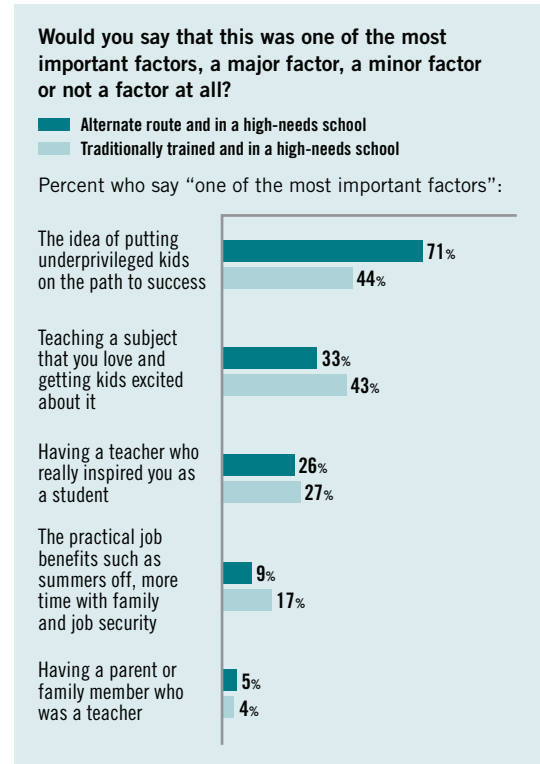 Would you say that this was one of the most
important factors, a major factor, a minor factor
or not a factor at all?
Alternate route and in a high-needs school
Traditionally trained and in a high-needs school
Percent who say “one of the most important factors”:
The idea of putting
underprivileged kids
on the path to success
71%
44%
Teaching a subject
that you love and
getting kids excited
about it
33%
43%
Having a teacher who
really inspired you as
a student
26%
27%
The practical job
benefits such as
summers off, more
time with family
and job security
9%
17%
Having a parent or
family member who
was a teacher
5%
4%